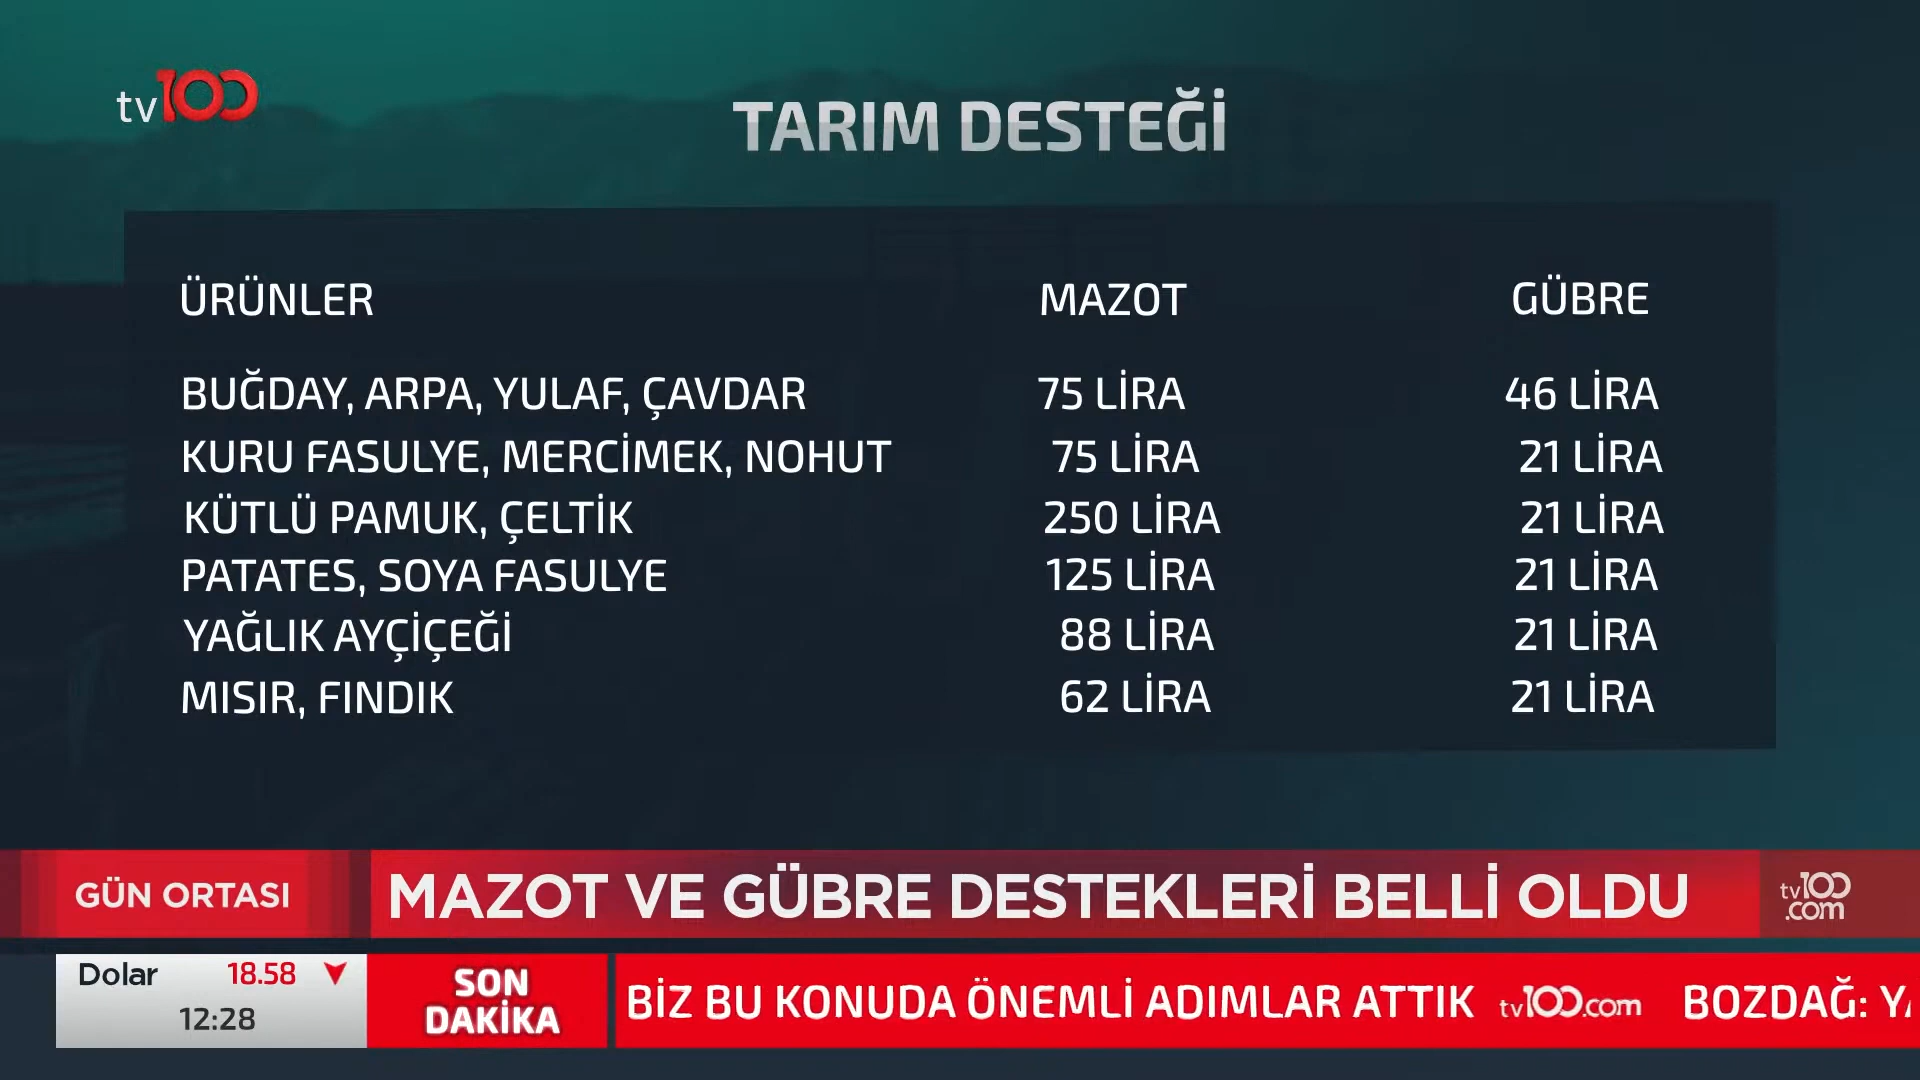 tv100
TARIM DESTEĞİ
ÜRÜNLER MAZOT GÜBRE
BUĞDAY, ARPA, YULAF, ÇAVDAR 75 LİRA 46 LİRA
KURU FASULYE, MERCİMEK, NOHUT 75 LİRA 21 LİRA
KÜTLÜ PAMUK, ÇELTİK 250 LİRA 21 LİRA
PATATES, SOYA FASULYE 125 LİRA 21 LİRA
YAĞLIK AYÇİÇEĞİ 88 LİRA 21 LİRA
MISIR, FINDIK 62 LİRA 21 LİRA
GÜN ORTASI MAZOT VE GÜBRE DESTEKLERİ BELLİ OLDU tv100
.com
Dolar 18.58
12:28
SON
DAKİKA
BİZ BU KONUDA ÖNEMLİ ADIMLAR ATTIK tv100.com BOZDAĞ: